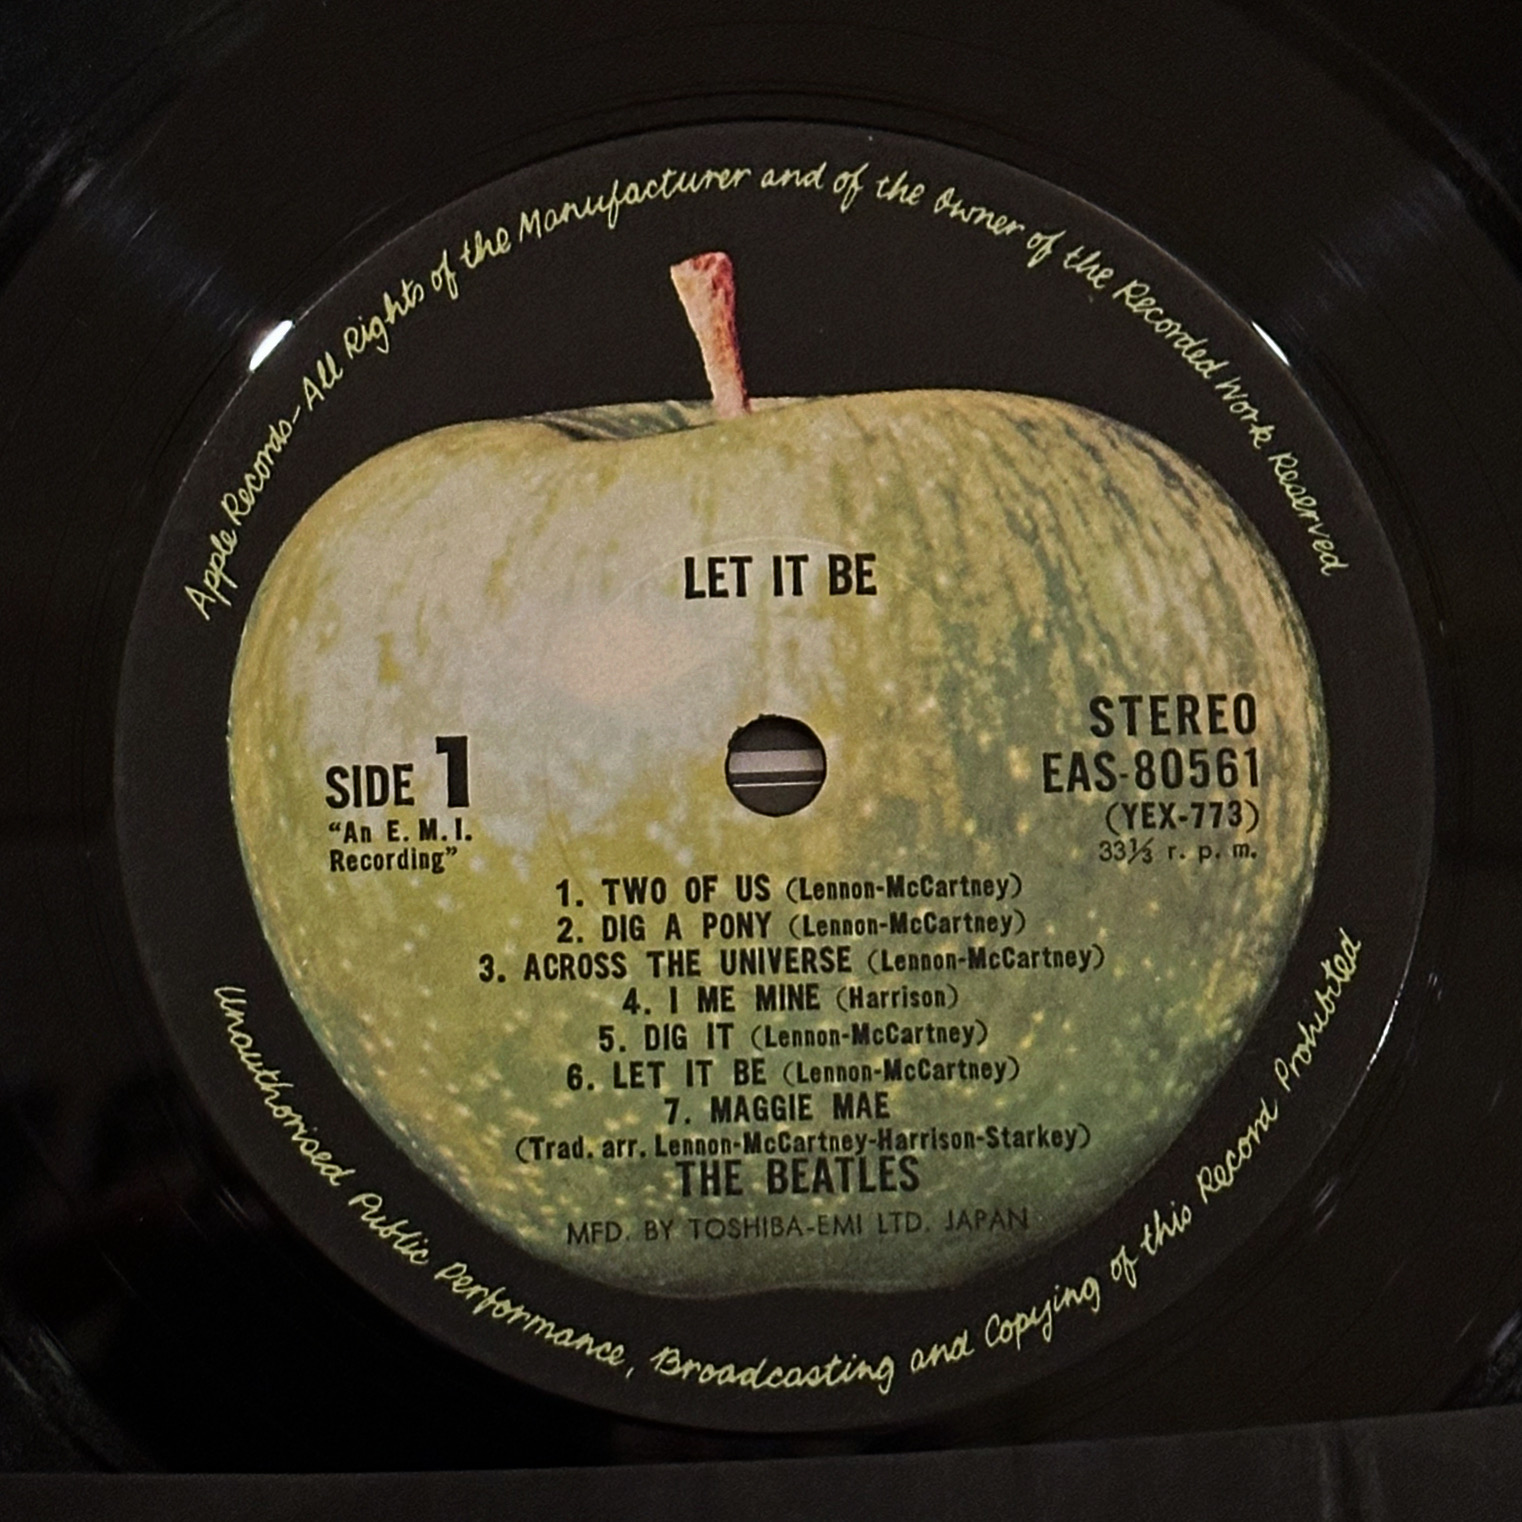 Apple Records-All Rights of the Manufacturer and of the Owner of the Recorded Work Reserved
LET IT BE
STEREO
EAS-80561
(YEX-773)
33⅓ r. p. m.
SIDE 1
“An E. M. I.
Recording”
1. TWO OF US (Lennon-McCartney)
2. DIG A PONY (Lennon-McCartney)
3. ACROSS THE UNIVERSE (Lennon-McCartney)
4. I ME MINE (Harrison)
5. DIG IT (Lennon-McCartney)
6. LET IT BE (Lennon-McCartney)
7. MAGGIE MAE
(Trad. arr. Lennon-McCartney-Harrison-Starkey)
THE BEATLES
MFD. BY TOSHIBA-EMI LTD. JAPAN
Unauthorised Public Performance, Broadcasting and Copying of this Record Prohibited